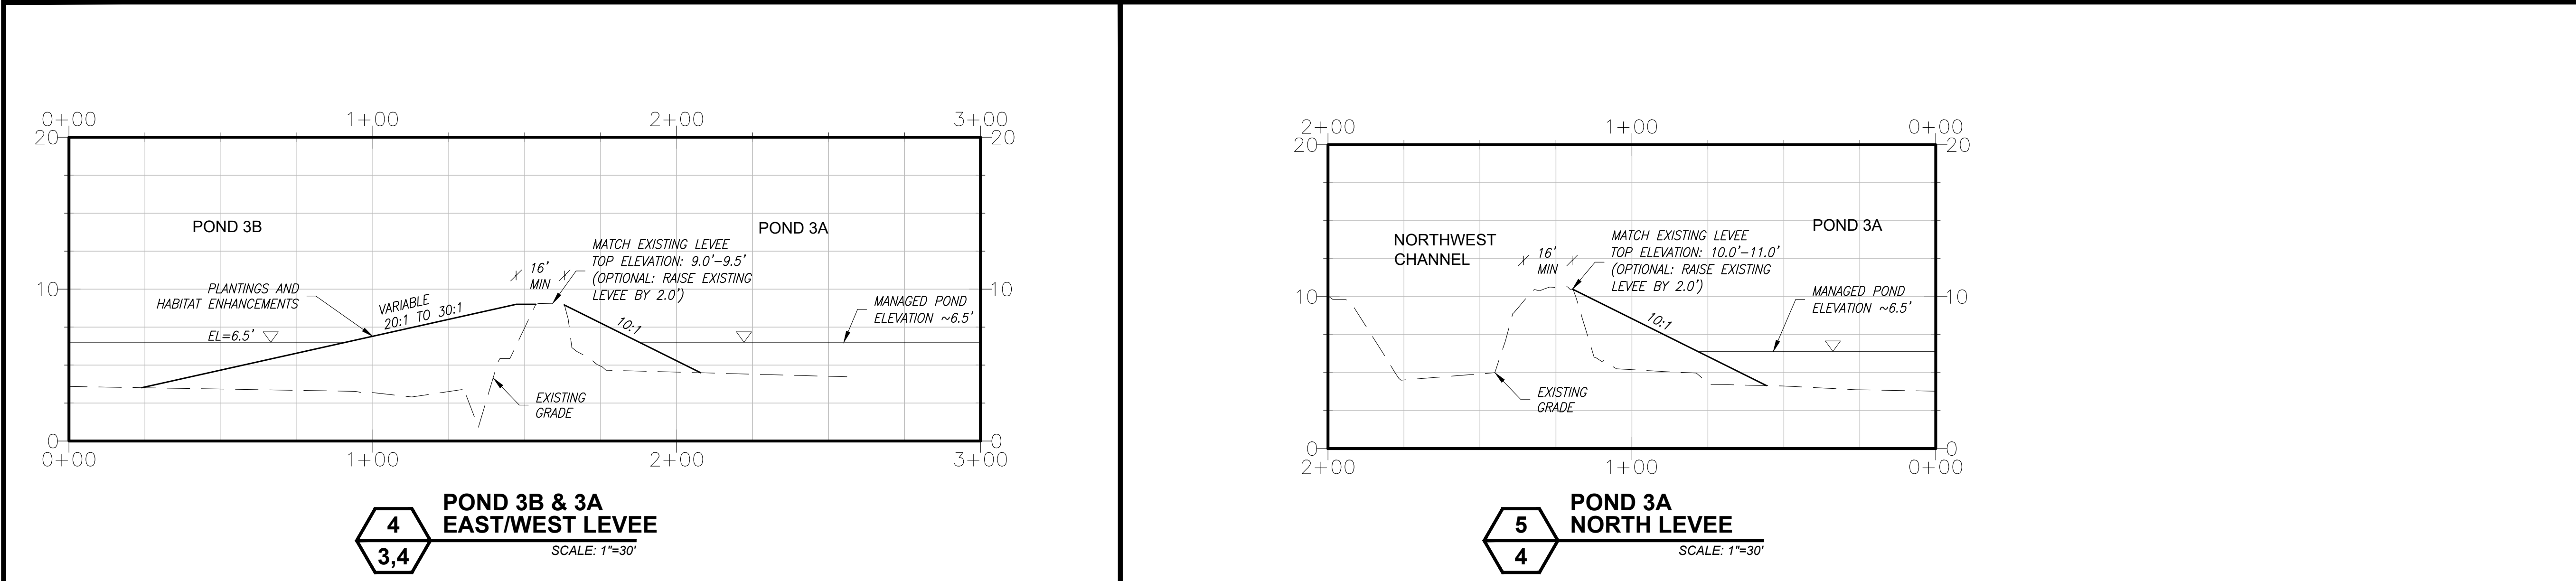 0+00
1+00
2+00
3+00
20
20
POND 3B
POND 3A
MATCH EXISTING LEVEE
TOP ELEVATION: 9.0'-9.5'
(OPTIONAL: RAISE EXISTING
LEVEE BY 2.0')
16'
MIN
PLANTINGS AND
HABITAT ENHANCEMENTS
VARIABLE
20:1 TO 30:1
10
10
MANAGED POND
ELEVATION ~6.5'
EL=6.5'
10:1
EXISTING
GRADE
0
0
0+00
1+00
2+00
3+00
4
3,4
POND 3B & 3A
EAST/WEST LEVEE
SCALE: 1"=30'
2+00
1+00
0+00
20
20
NORTHWEST
CHANNEL
POND 3A
16'
MIN
MATCH EXISTING LEVEE
TOP ELEVATION: 10.0'-11.0'
(OPTIONAL: RAISE EXISTING
LEVEE BY 2.0')
10
10
MANAGED POND
ELEVATION ~6.5'
10:1
EXISTING
GRADE
0
0
2+00
1+00
0+00
5
4
POND 3A
NORTH LEVEE
SCALE: 1"=30'